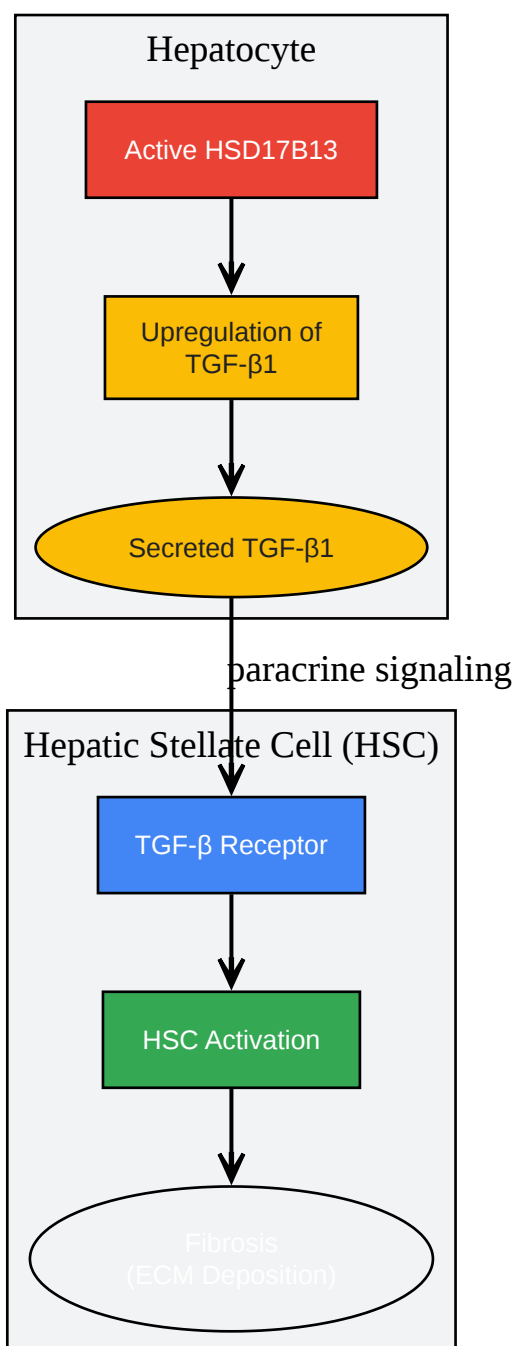 Hepatocyte
Active HSD17B13
Upregulation of
TGF-β1
Secreted TGF-β1
paracrine signaling
Hepatic Stellate Cell (HSC)
TGF-β Receptor
HSC Activation
Fibrosis
(ECM Deposition)